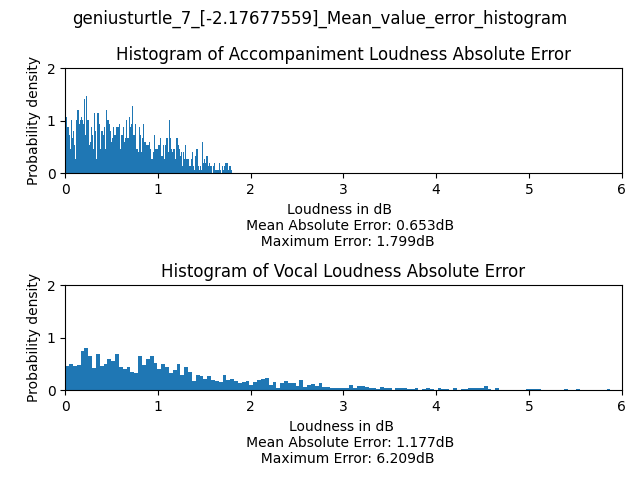 geniusturtle_7_[-2.17677559]_Mean_value_error_histogram
Histogram of Accompaniment Loudness Absolute Error
Probability density
2
1
0
0 1 2 3 4 5 6
Loudness in dB
Mean Absolute Error: 0.653dB
Maximum Error: 1.799dB
Histogram of Vocal Loudness Absolute Error
Probability density
2
1
0
0 1 2 3 4 5 6
Loudness in dB
Mean Absolute Error: 1.177dB
Maximum Error: 6.209dB